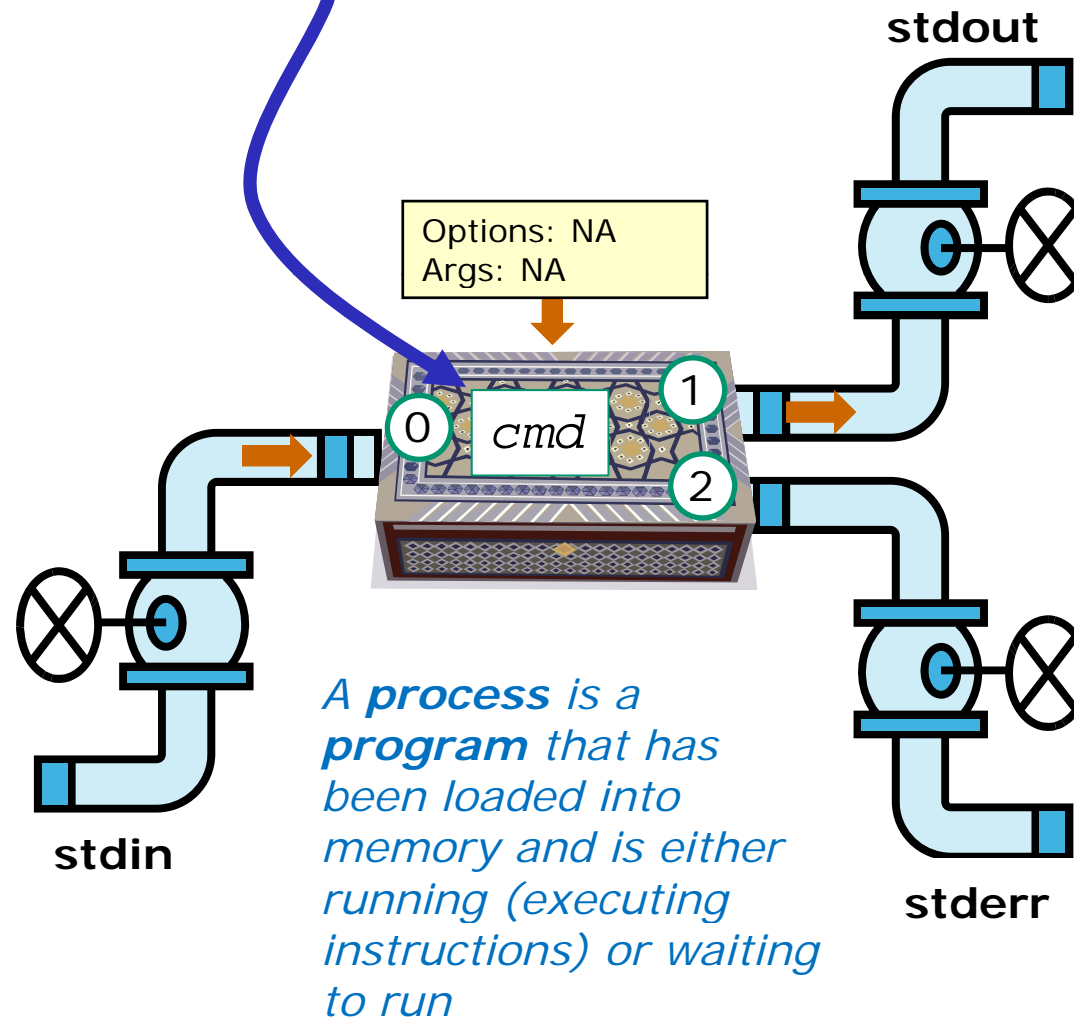 stdout
Options: NA
Args: NA
1
0
cmd
2
A process is a
program that has
been loaded into
memory and is either
running (executing
instructions) or waiting
to run
stdin
stderr